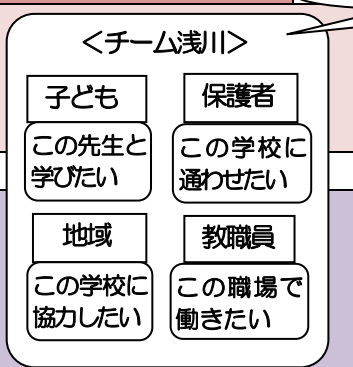 ＜チーム浅川＞
子ども
この先生と
学びたい
保護者
この学校に
通わせたい
地域
この学校に
協力したい
教職員
この職場で
働きたい